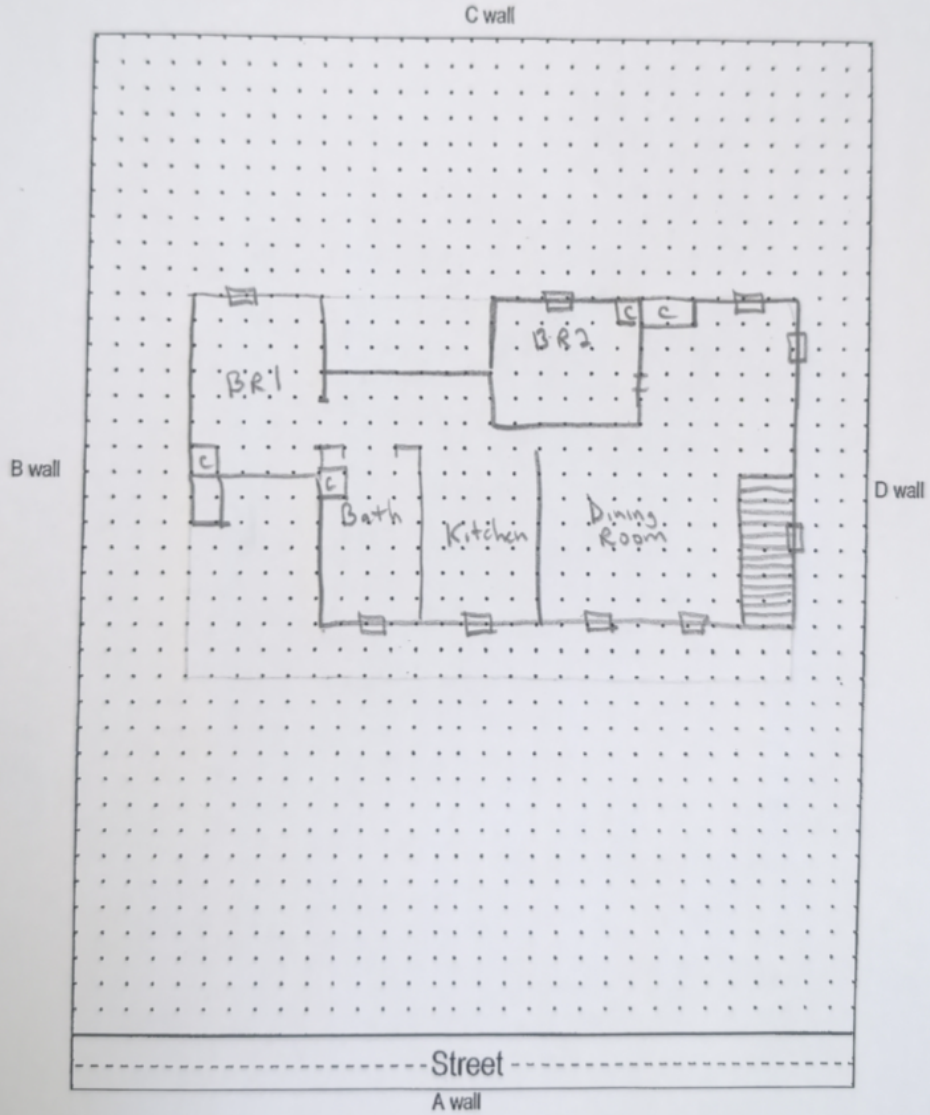 C wall
C
C
BR2
BR1
B wall
C
C
D wall
Bath
Kitchen
Dining
Room
Street
A wall